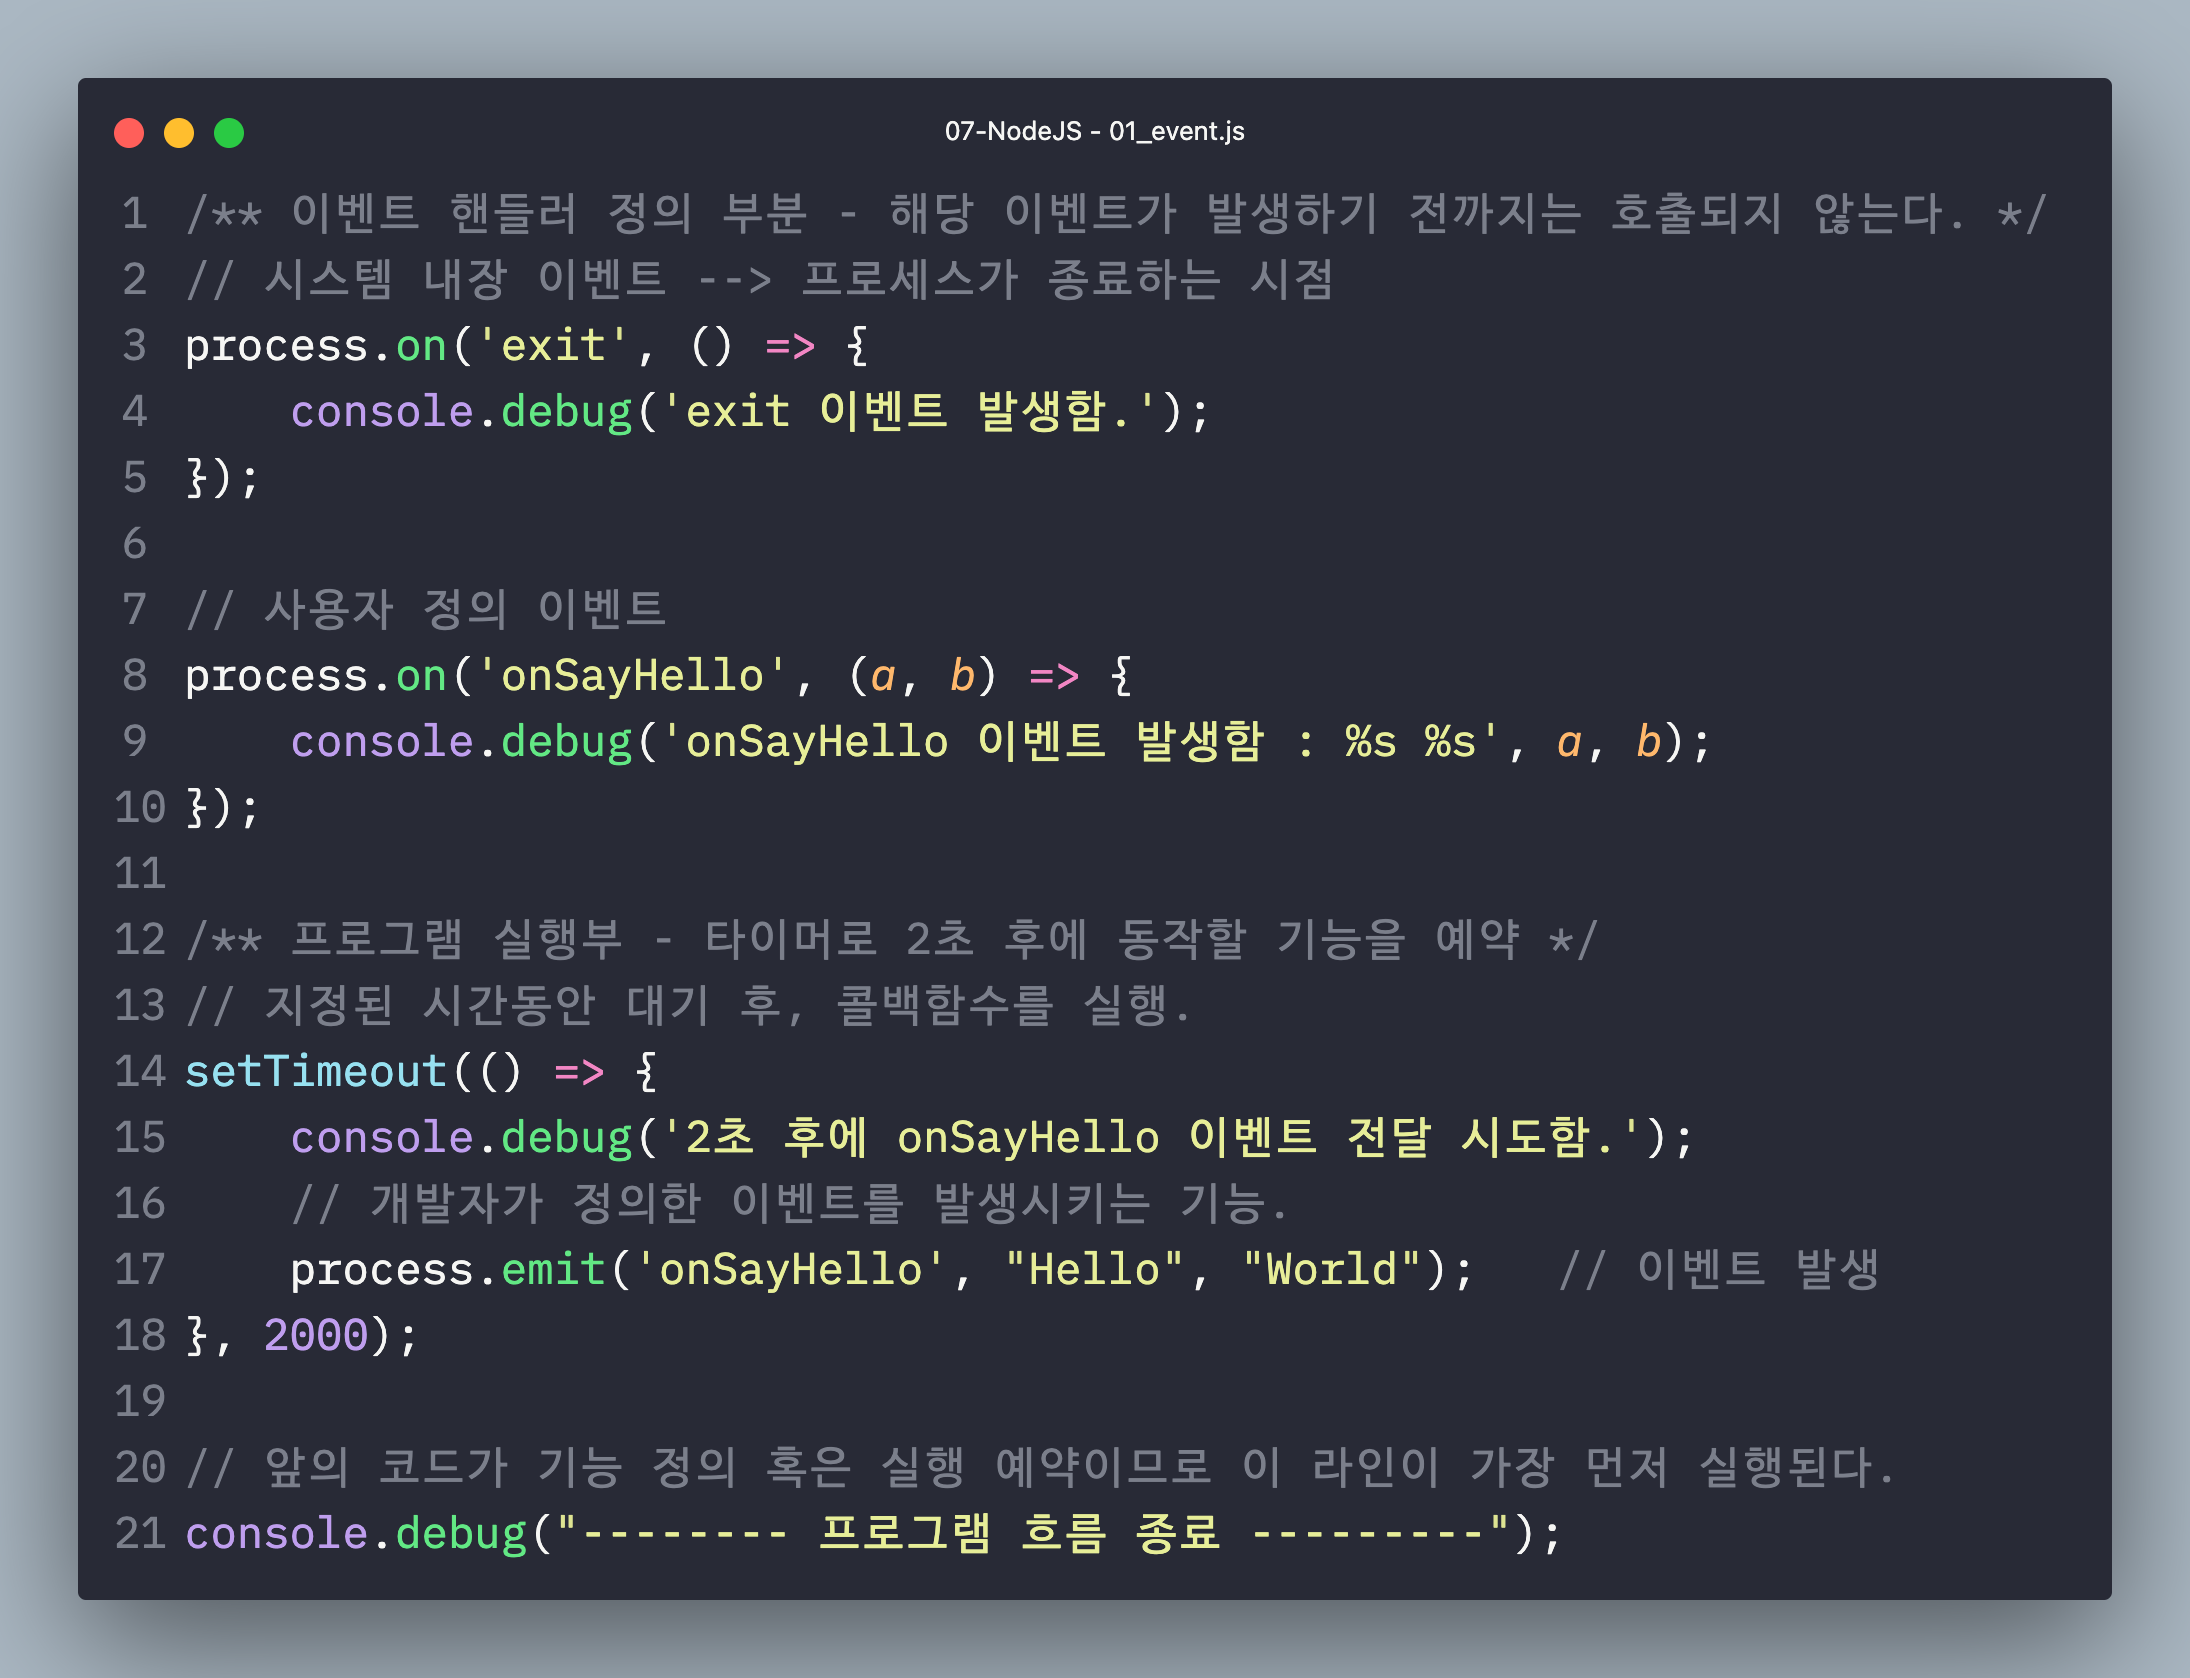 07-NodeJS - 01_event.js
1 /** 이벤트 핸들러 정의 부분 - 해당 이벤트가 발생하기 전까지는 호출되지 않는다. */
2 // 시스템 내장 이벤트 --> 프로세스가 종료하는 시점
3 process.on('exit', () => {
4     console.debug('exit 이벤트 발생함.');
5 });
6
7 // 사용자 정의 이벤트
8 process.on('onSayHello', (a, b) => {
9     console.debug('onSayHello 이벤트 발생함 : %s %s', a, b);
10 });
11
12 /** 프로그램 실행부 - 타이머로 2초 후에 동작할 기능을 예약 */
13 // 지정된 시간동안 대기 후, 콜백함수를 실행.
14 setTimeout(() => {
15     console.debug('2초 후에 onSayHello 이벤트 전달 시도함.');
16     // 개발자가 정의한 이벤트를 발생시키는 기능.
17     process.emit('onSayHello', "Hello", "World");   // 이벤트 발생
18 }, 2000);
19
20 // 앞의 코드가 기능 정의 혹은 실행 예약이므로 이 라인이 가장 먼저 실행된다.
21 console.debug("-------- 프로그램 흐름 종료 ---------");